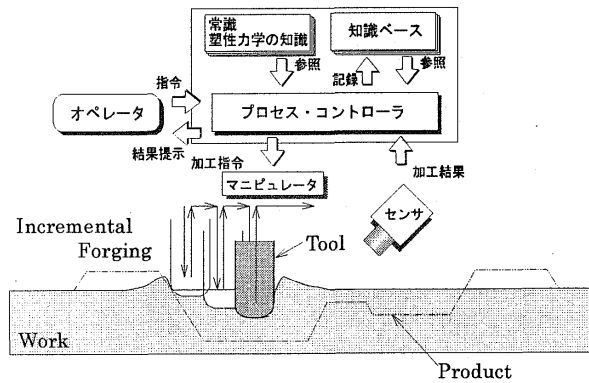 常識
塑性力学の知識
知識ベース
参照
記録
参照
指令
オペレータ
プロセス・コントローラ
結果提示
加工指令
加工結果
マニピュレータ
センサ
Incremental
Forging
Tool
Work
Product